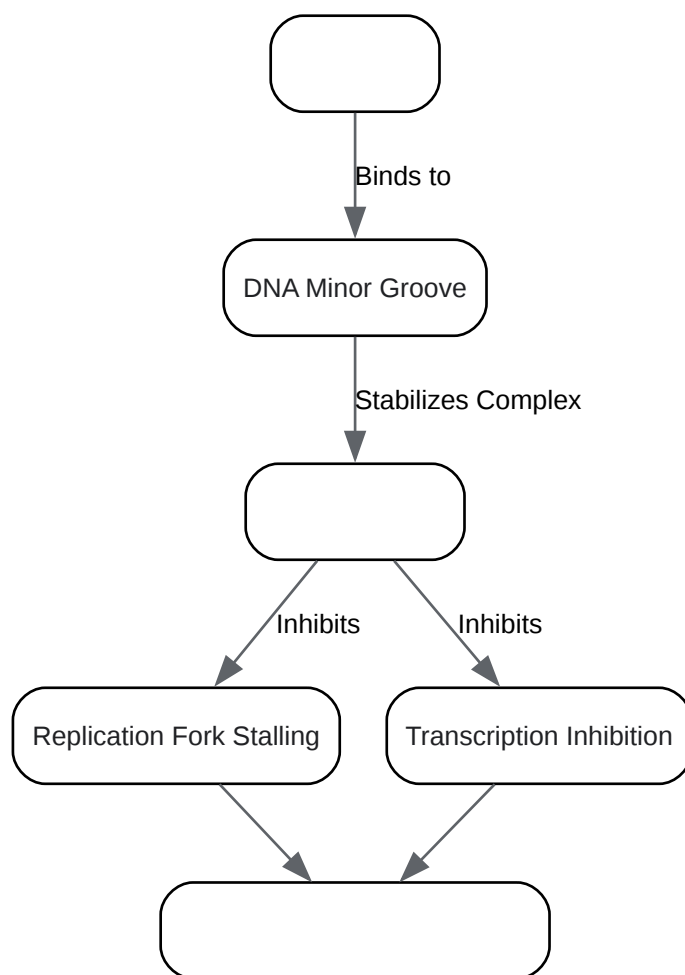 Binds to
DNA Minor Groove
Stabilizes Complex
Inhibits
Inhibits
Replication Fork Stalling
Transcription Inhibition